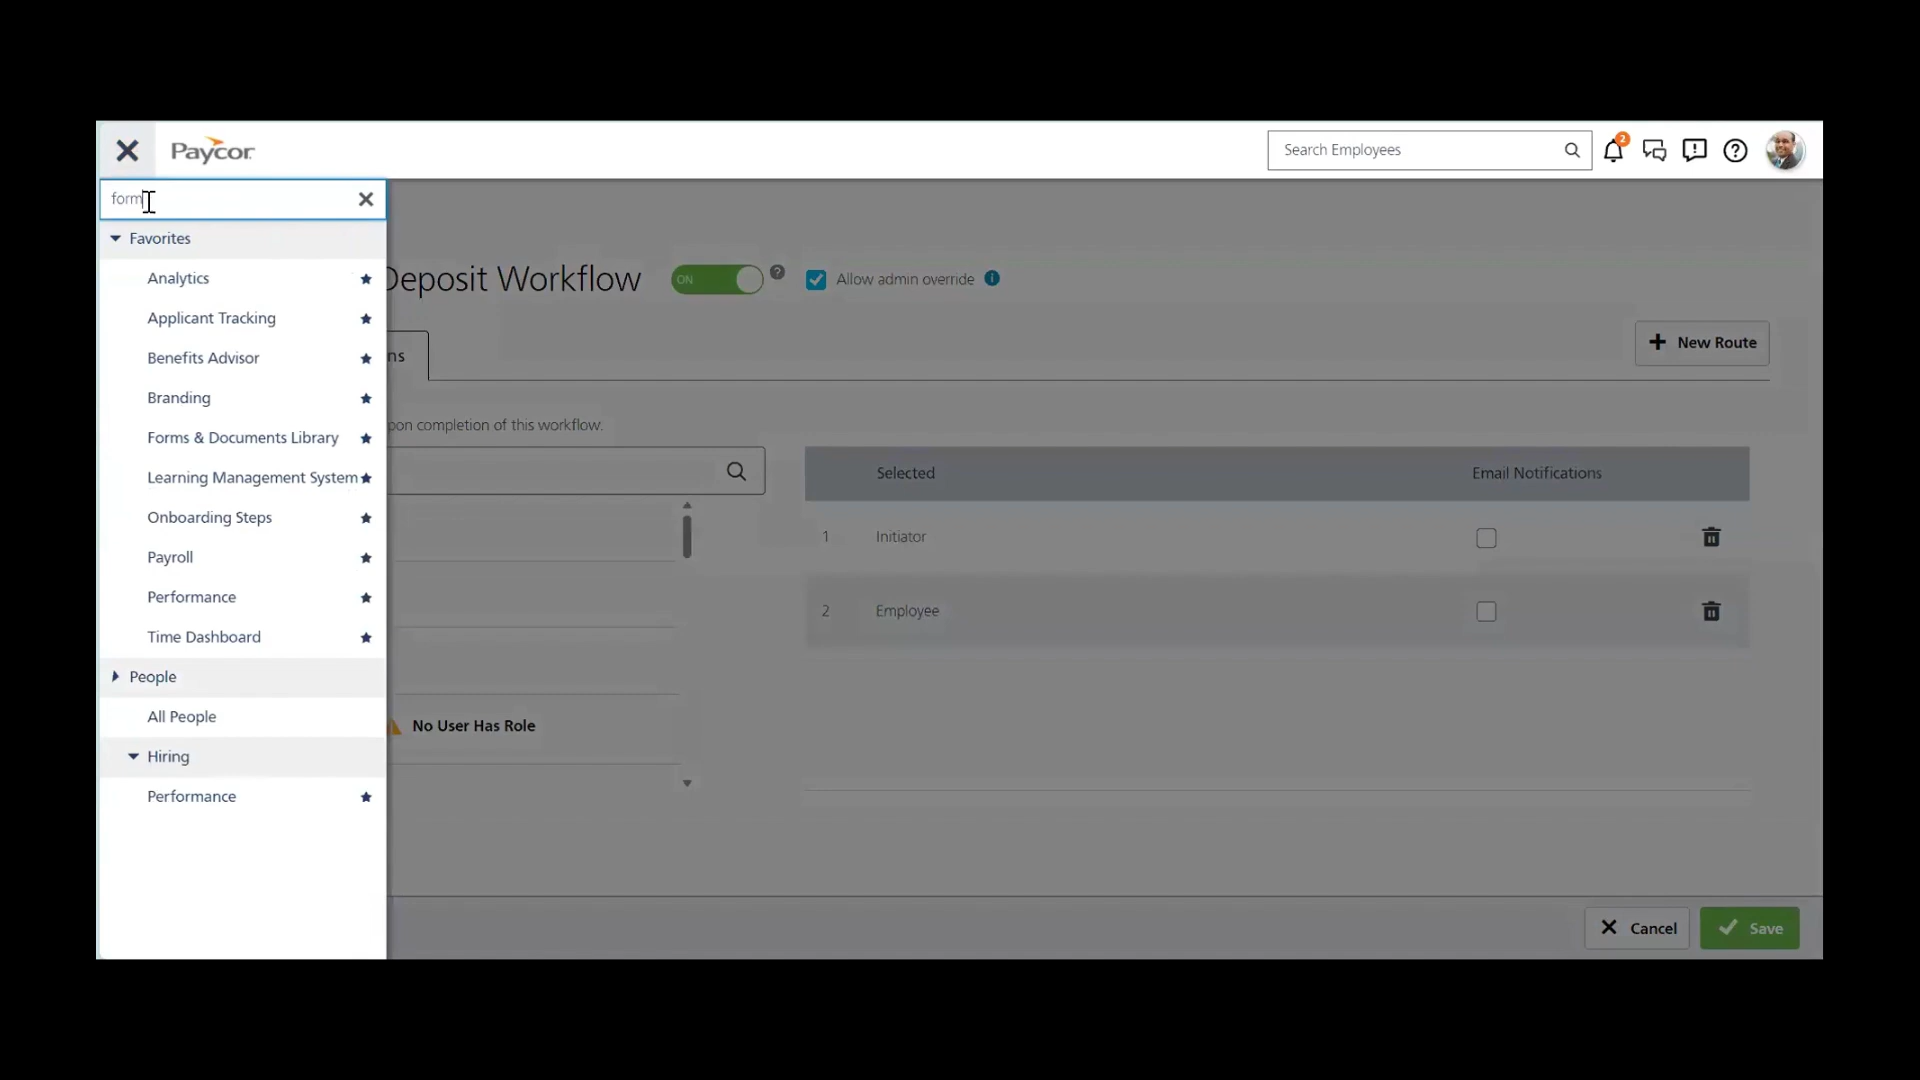 Paycor
Search Employees
2
form
Favorites
Analytics
Applicant Tracking
Benefits Advisor
Branding
Forms & Documents Library
Learning Management System
Onboarding Steps
Payroll
Performance
Time Dashboard
People
All People
Hiring
Performance
Deposit Workflow
ON
Allow admin override
ns
New Route
pon completion of this workflow.
Selected
Email Notifications
1
Initiator
2
Employee
No User Has Role
Cancel
Save